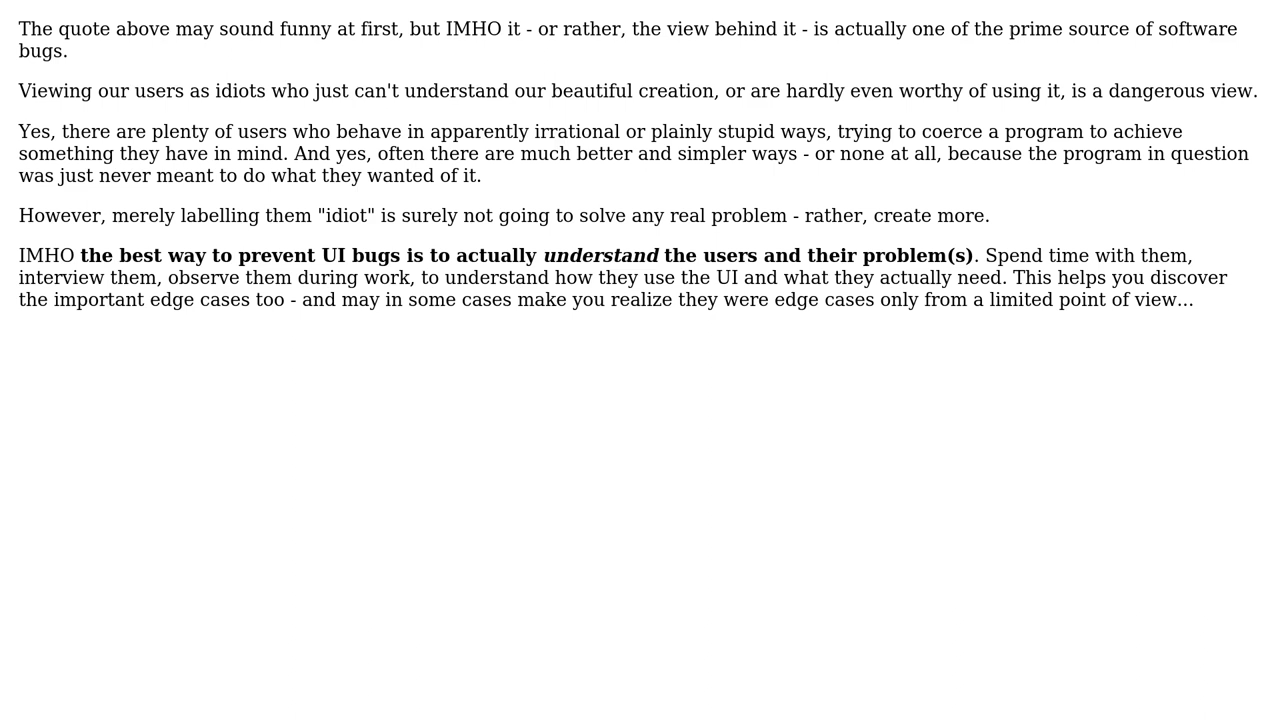 The quote above may sound funny at first, but IMHO it - or rather, the view behind it - is actually one of the prime source of software
bugs.
Viewing our users as idiots who just can't understand our beautiful creation, or are hardly even worthy of using it, is a dangerous view.
Yes, there are plenty of users who behave in apparently irrational or plainly stupid ways, trying to coerce a program to achieve
something they have in mind. And yes, often there are much better and simpler ways - or none at all, because the program in question
was just never meant to do what they wanted of it.
However, merely labelling them "idiot" is surely not going to solve any real problem - rather, create more.
IMHO the best way to prevent UI bugs is to actually understand the users and their problem(s). Spend time with them,
interview them, observe them during work, to understand how they use the UI and what they actually need. This helps you discover
the important edge cases too - and may in some cases make you realize they were edge cases only from a limited point of view...